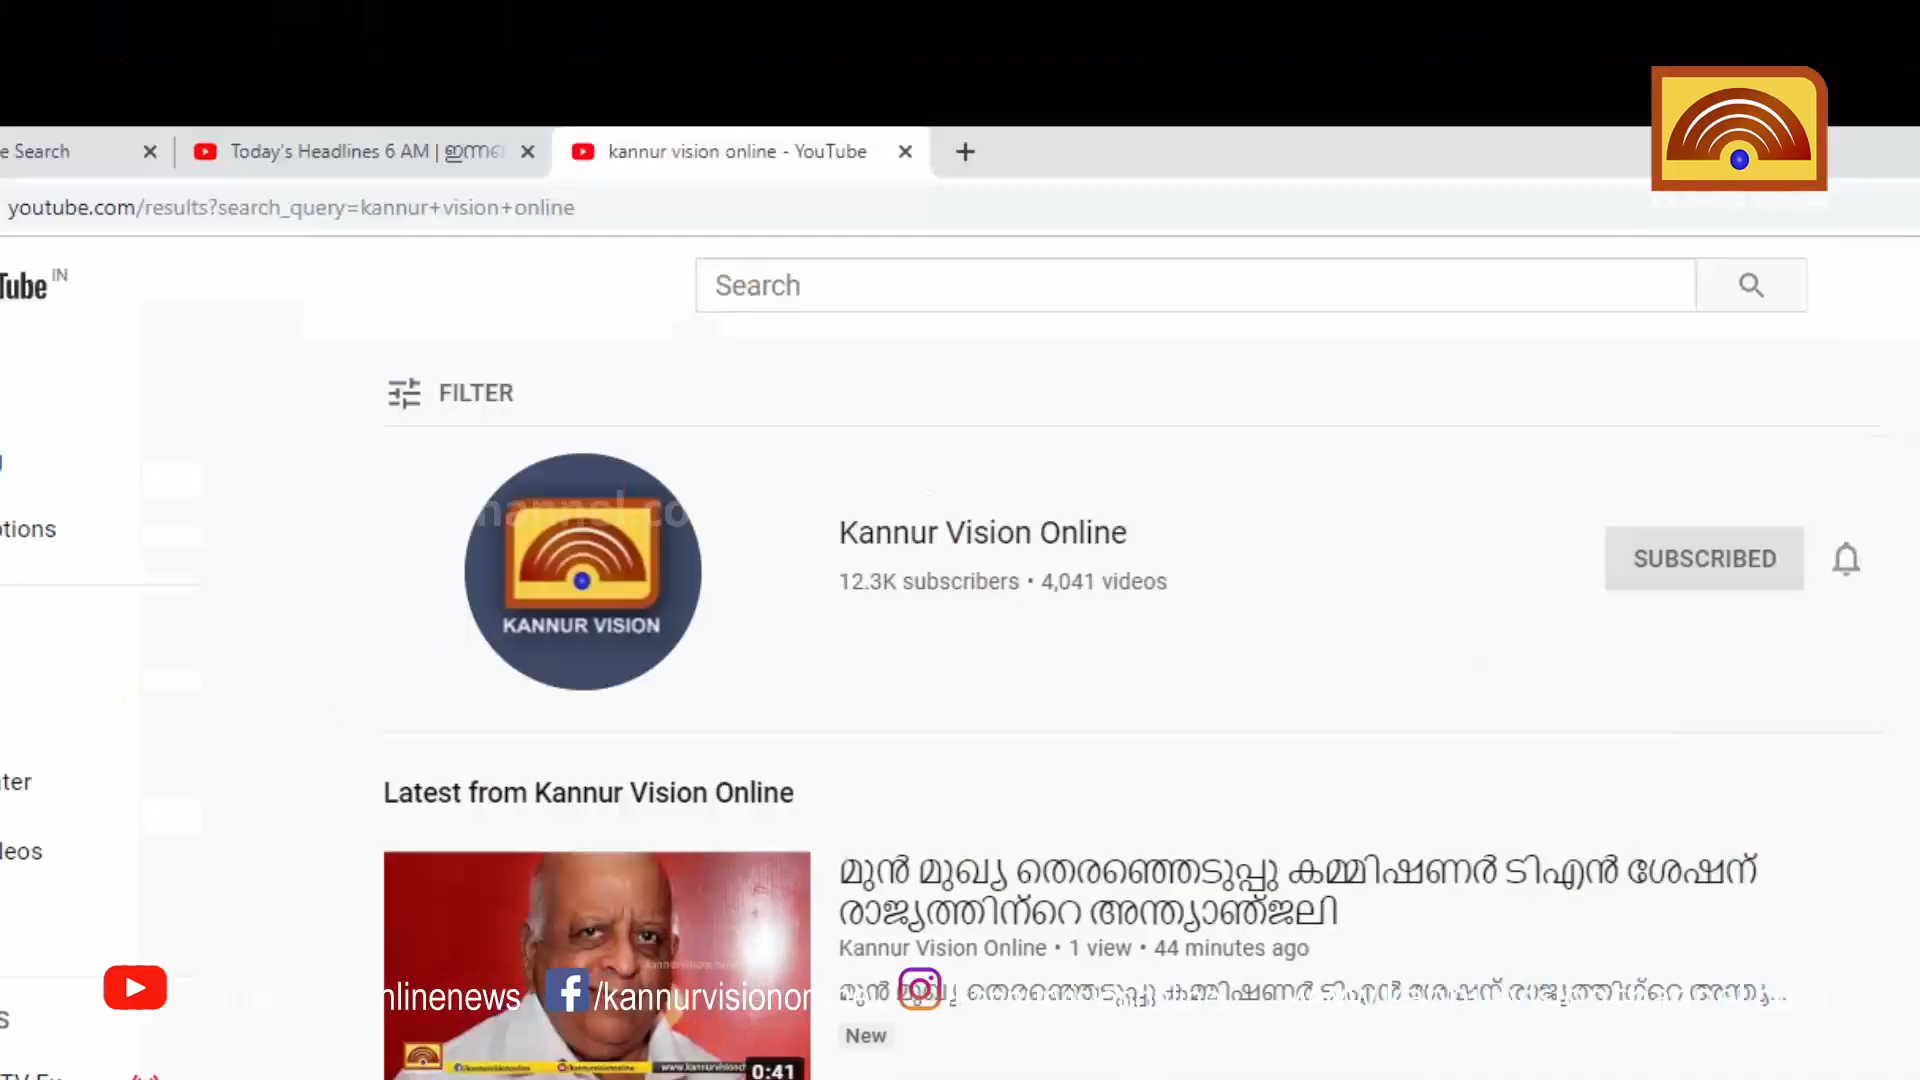 e Search
Today's Headlines 6 AM |
kannur vision online - YouTube
youtube.com/results?search_query=kannur+vision+online
Tube IN
Search
FILTER
KANNUR VISION
Kannur Vision Online
12.3K subscribers • 4,041 videos
SUBSCRIBED
otions
ter
leos
Latest from Kannur Vision Online
മുൻ മുഖ്യ തെരഞ്ഞെടുപ്പു കമ്മിഷണർ ടിഎൻ ശേഷന്
രാജ്യത്തിന്റെ അന്ത്യാഞ്ജലി
Kannur Vision Online • 1 view • 44 minutes ago
New
0:41
nlinenews
/kannurvisionon
S